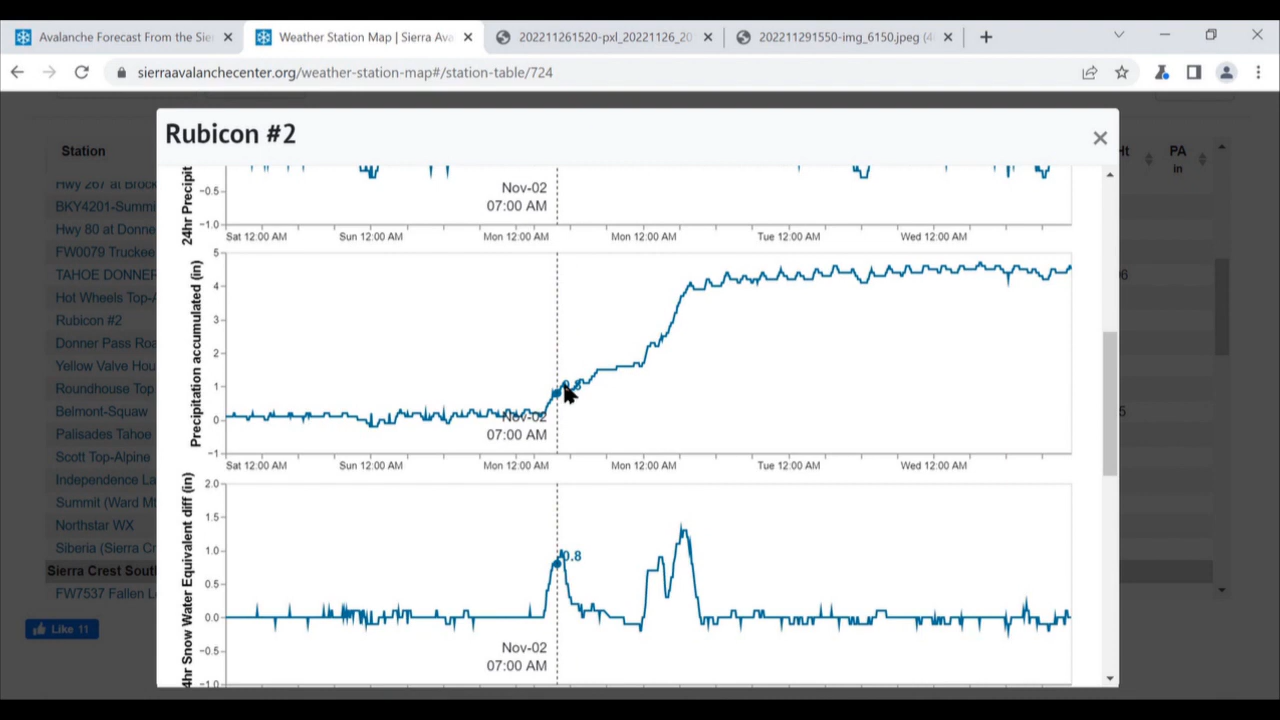 Avalanche Forecast From the Sie
Weather Station Map | Sierra Ava
202211261520-pxl_20221126_20
202211291550-img_6150.jpeg (4
sierraavalanchecenter.org/weather-station-map#/station-table/724
Rubicon #2
Station
Ht
PA
in
Hwy 267 at Brock
BKY4201-Summi
Hwy 80 at Donne
FW0079 Truckee
TAHOE DONNER
Hot Wheels Top-A
Rubicon #2
Donner Pass Roa
Yellow Valve Hou
Roundhouse Top
Belmont-Squaw
Palisades Tahoe
Scott Top-Alpine
Independence La
Summit (Ward Mt
Northstar WX
Siberia (Sierra Cr
Sierra Crest Sout
FW7537 Fallen L
Like 11
24hr Precipit
−0.5
−1.0
Nov-02
07:00 AM
Sat 12:00 AM Sun 12:00 AM Mon 12:00 AM Mon 12:00 AM Tue 12:00 AM Wed 12:00 AM
Precipitation accumulated (in)
5
4
3
2
1
0
−1
Nov-02
07:00 AM
Sat 12:00 AM Sun 12:00 AM Mon 12:00 AM Mon 12:00 AM Tue 12:00 AM Wed 12:00 AM
4hr Snow Water Equivalent diff (in)
2.0
1.5
1.0
0.5
0.0
−0.5
−1.0
0.8
Nov-02
07:00 AM